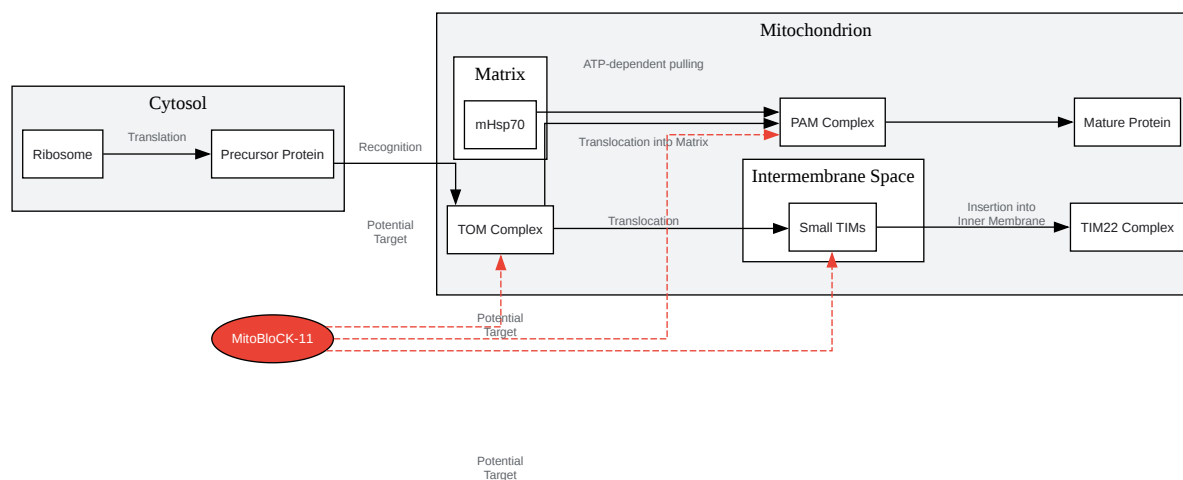 Mitochondrion
Matrix
ATP-dependent pulling
Cytosol
mHsp70
PAM Complex
Mature Protein
Translation
Translocation into Matrix
Ribosome
Precursor Protein
Recognition
Intermembrane Space
Insertion into
Inner Membrane
Potential
Target
TOM Complex
Translocation
Small TIMs
TIM22 Complex
Potential
Target
MitoBloCK-11
Potential
Target